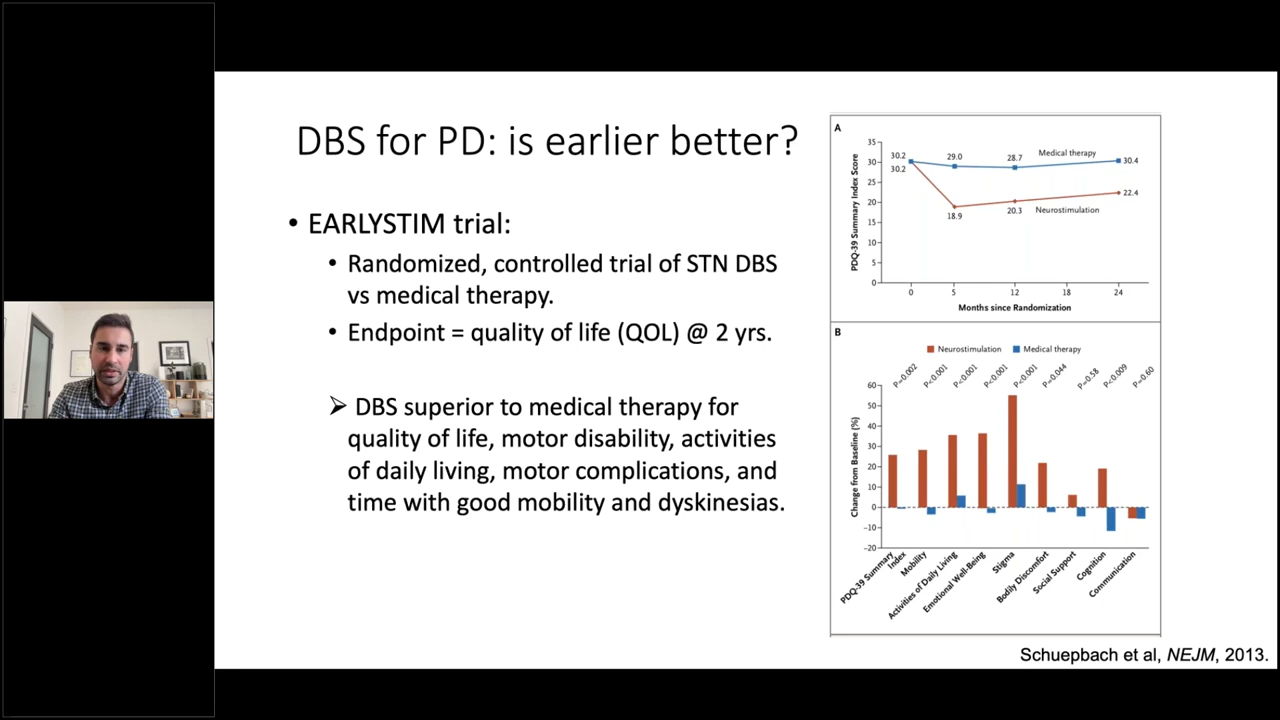 DBS for PD: is earlier better?
• EARLYSTIM trial:
• Randomized, controlled trial of STN DBS
vs medical therapy.
• Endpoint = quality of life (QOL) @ 2 yrs.
➢ DBS superior to medical therapy for
quality of life, motor disability, activities
of daily living, motor complications, and
time with good mobility and dyskinesias.
A
PDQ-39 Summary Index Score
35
30
25
20
15
10
5
0
30.2
30.2
29.0
28.7
Medical therapy
30.4
18.9
20.3
Neurostimulation
22.4
0
5
12
18
24
Months since Randomization
B
Neurostimulation
Medical therapy
P=0.002
P<0.001
P<0.001
P<0.001
P<0.001
P=0.044
P=0.58
P<0.009
P=0.60
Change from Baseline (%)
60
50
40
30
20
10
0
−10
−20
PDQ-39 Summary
Index
Mobility
Activities of Daily Living
Emotional Well-Being
Stigma
Bodily Discomfort
Social Support
Cognition
Communication
Schuepbach et al, NEJM, 2013.